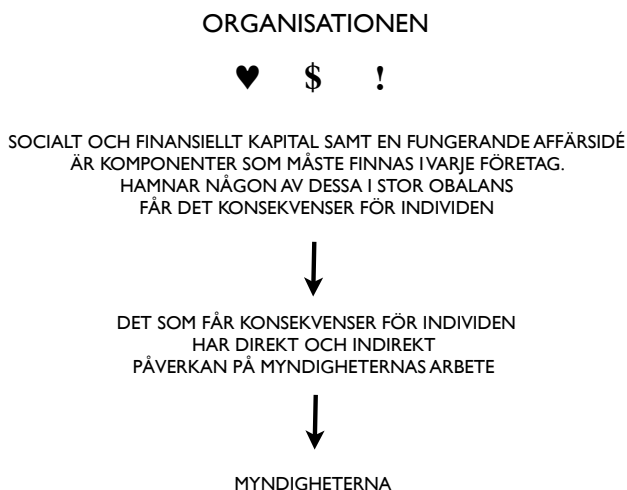 ORGANISATIONEN
♥ $ !
SOCIALT OCH FINANSIELLT KAPITAL SAMT EN FUNGERANDE AFFÄRSIDÉ
ÄR KOMPONENTER SOM MÅSTE FINNAS I VARJE FÖRETAG.
HAMNAR NÅGON AV DESSA I STOR OBALANS
FÅR DET KONSEKVENSER FÖR INDIVIDEN
DET SOM FÅR KONSEKVENSER FÖR INDIVIDEN
HAR DIREKT OCH INDIREKT
PÅVERKAN PÅ MYNDIGHETERNAS ARBETE
MYNDIGHETERNA